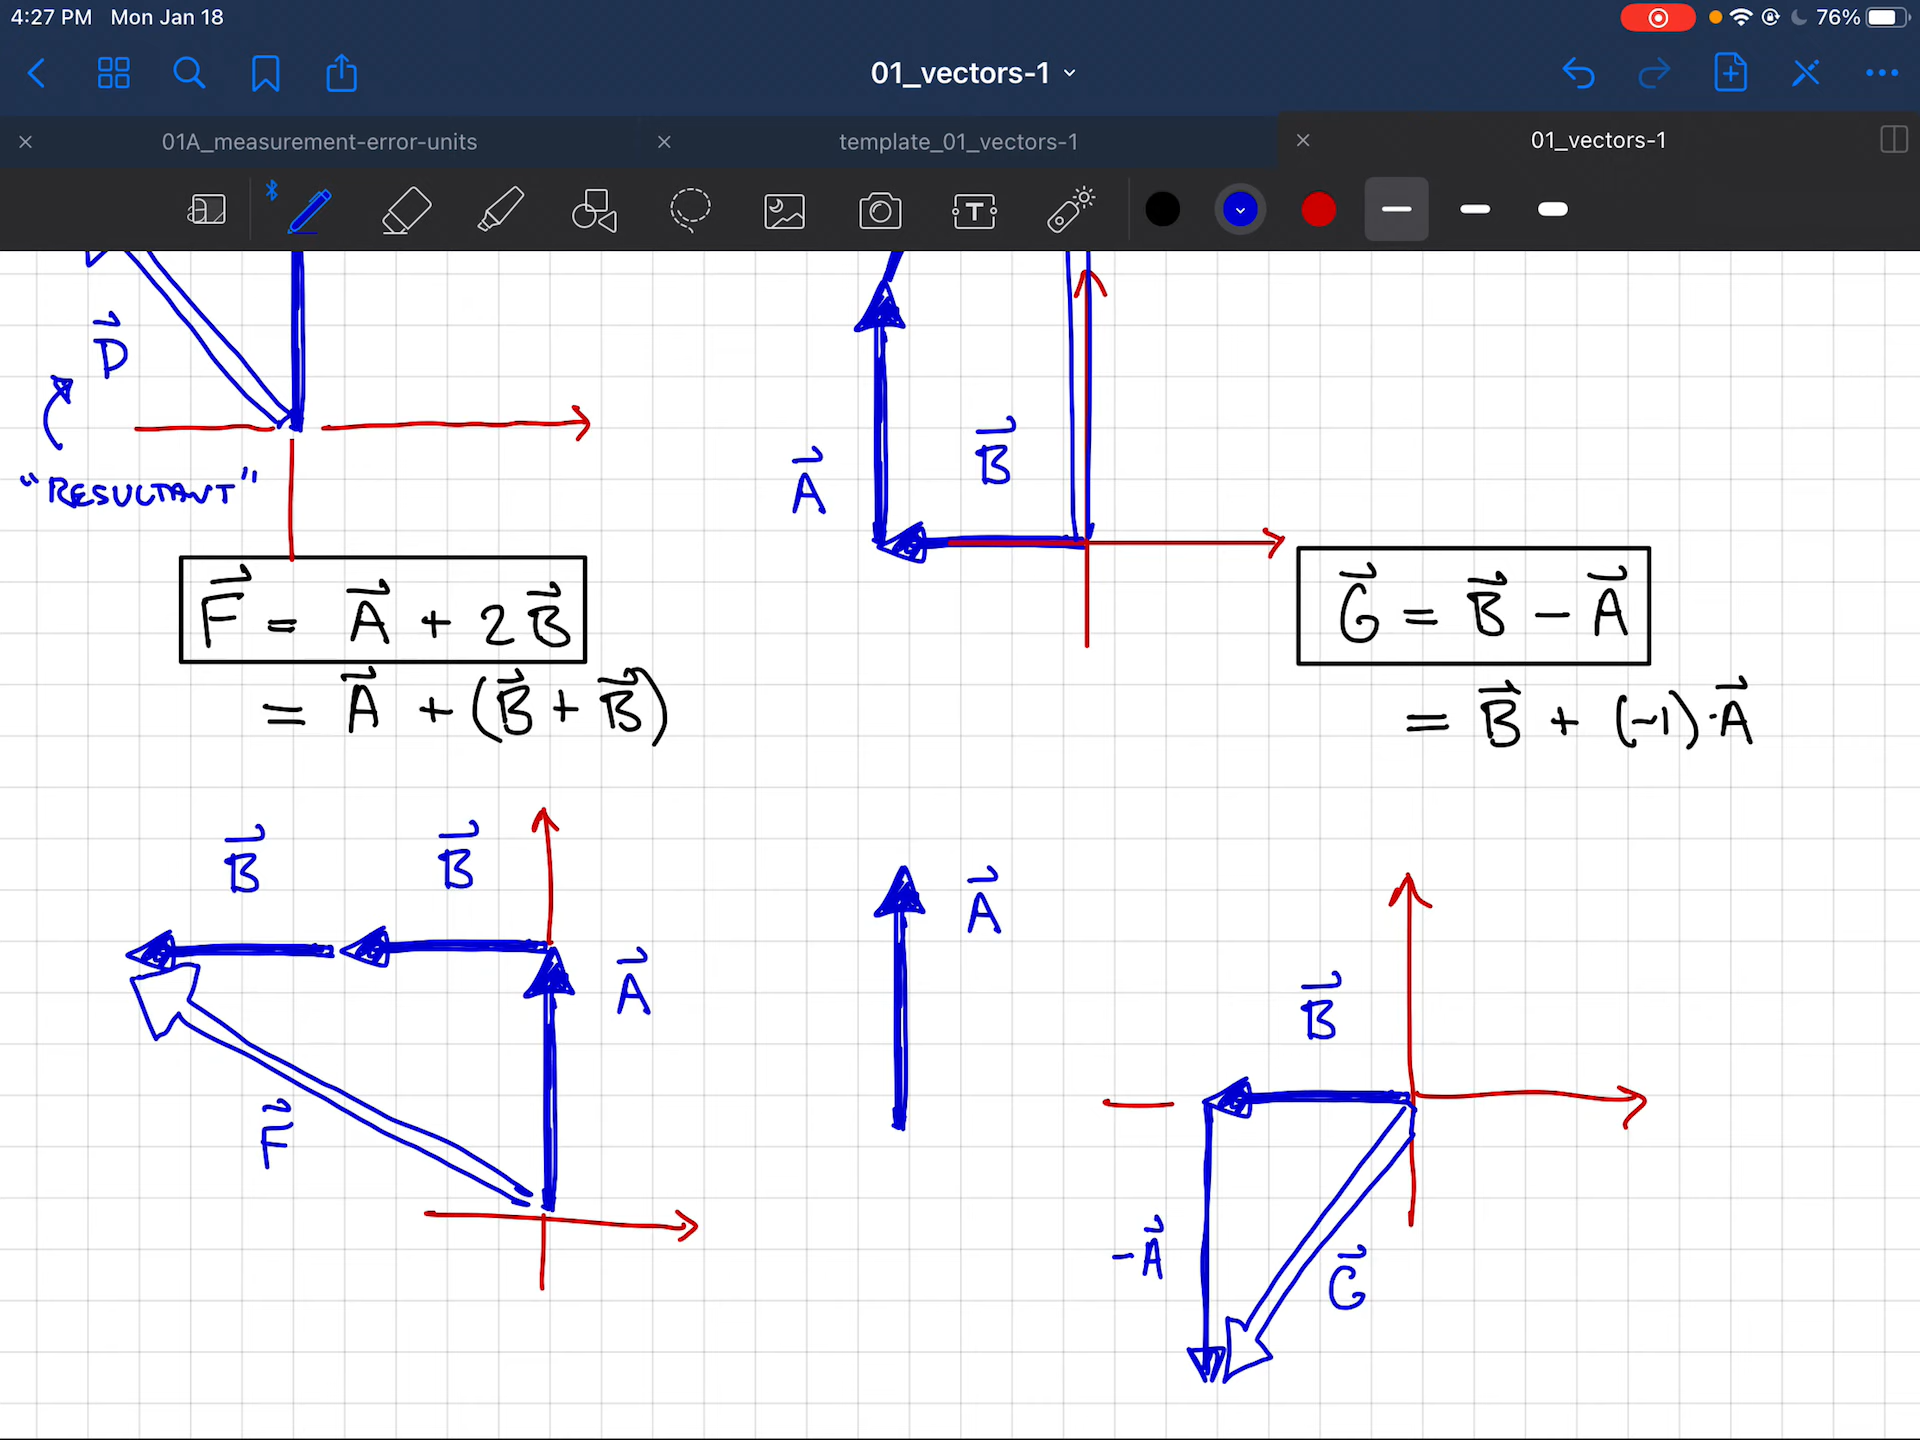 4:27 PM Mon Jan 18
76%
01_vectors-1
01A_measurement-error-units
template_01_vectors-1
01_vectors-1
T
D⃗
"RESULTANT"
A⃗
B⃗
F⃗ = A⃗ + 2B⃗
= A⃗ + (B⃗ + B⃗)
G⃗ = B⃗ − A⃗
= B⃗ + (−1)·A⃗
B⃗ B⃗
A⃗
F⃗
A⃗
B⃗
−A⃗
G⃗